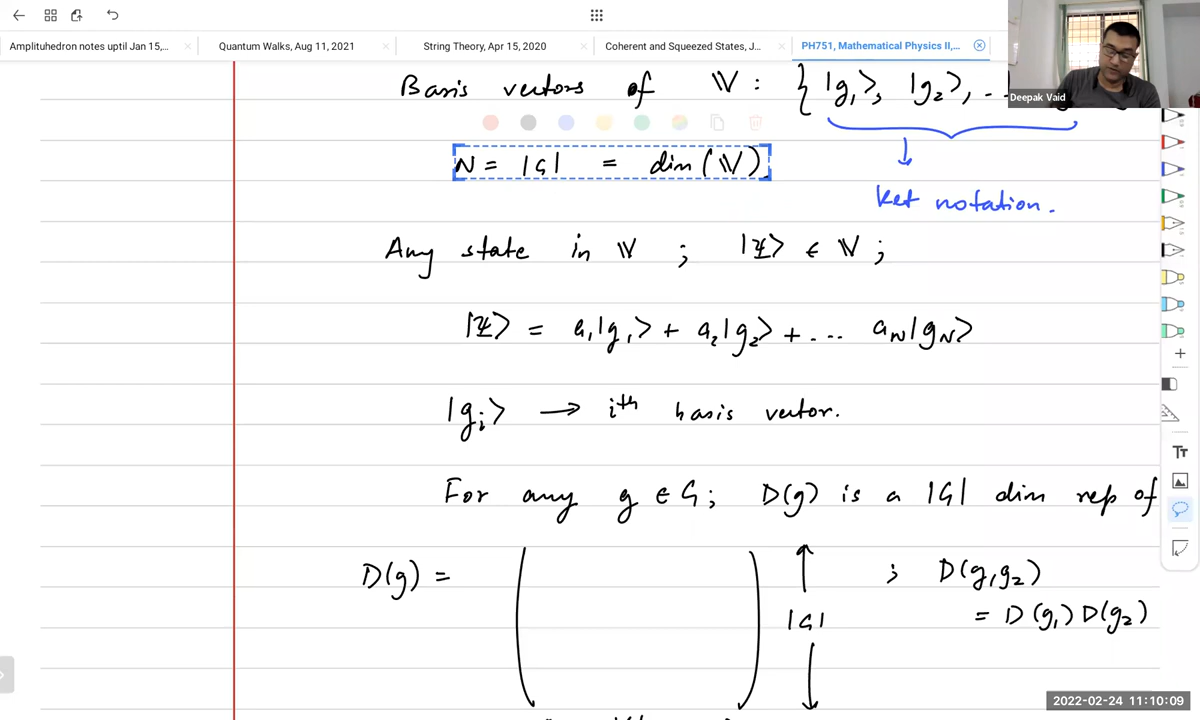 Amplituhedron notes uptil Jan 15,...
Quantum Walks, Aug 11, 2021
String Theory, Apr 15, 2020
Coherent and Squeezed States, J...
PH751, Mathematical Physics II,...
Deepak Vaid
Basis vectors of 𝕍 : { |g₁>, |g₂>, ..
N = |G| = dim(𝕍)
Ket notation.
Any state in 𝕍 ; |Ψ> ∈ 𝕍 ;
|Ψ> = a₁|g₁> + a₂|g₂> + ... aN|gN>
|gᵢ> → iᵗʰ basis vector.
For any g ∈ G; D(g) is a |G| dim rep of
D(g) = ( ) |G| ; D(g₁g₂)
= D(g₁) D(g₂)
Tт
2022-02-24 11:10:09